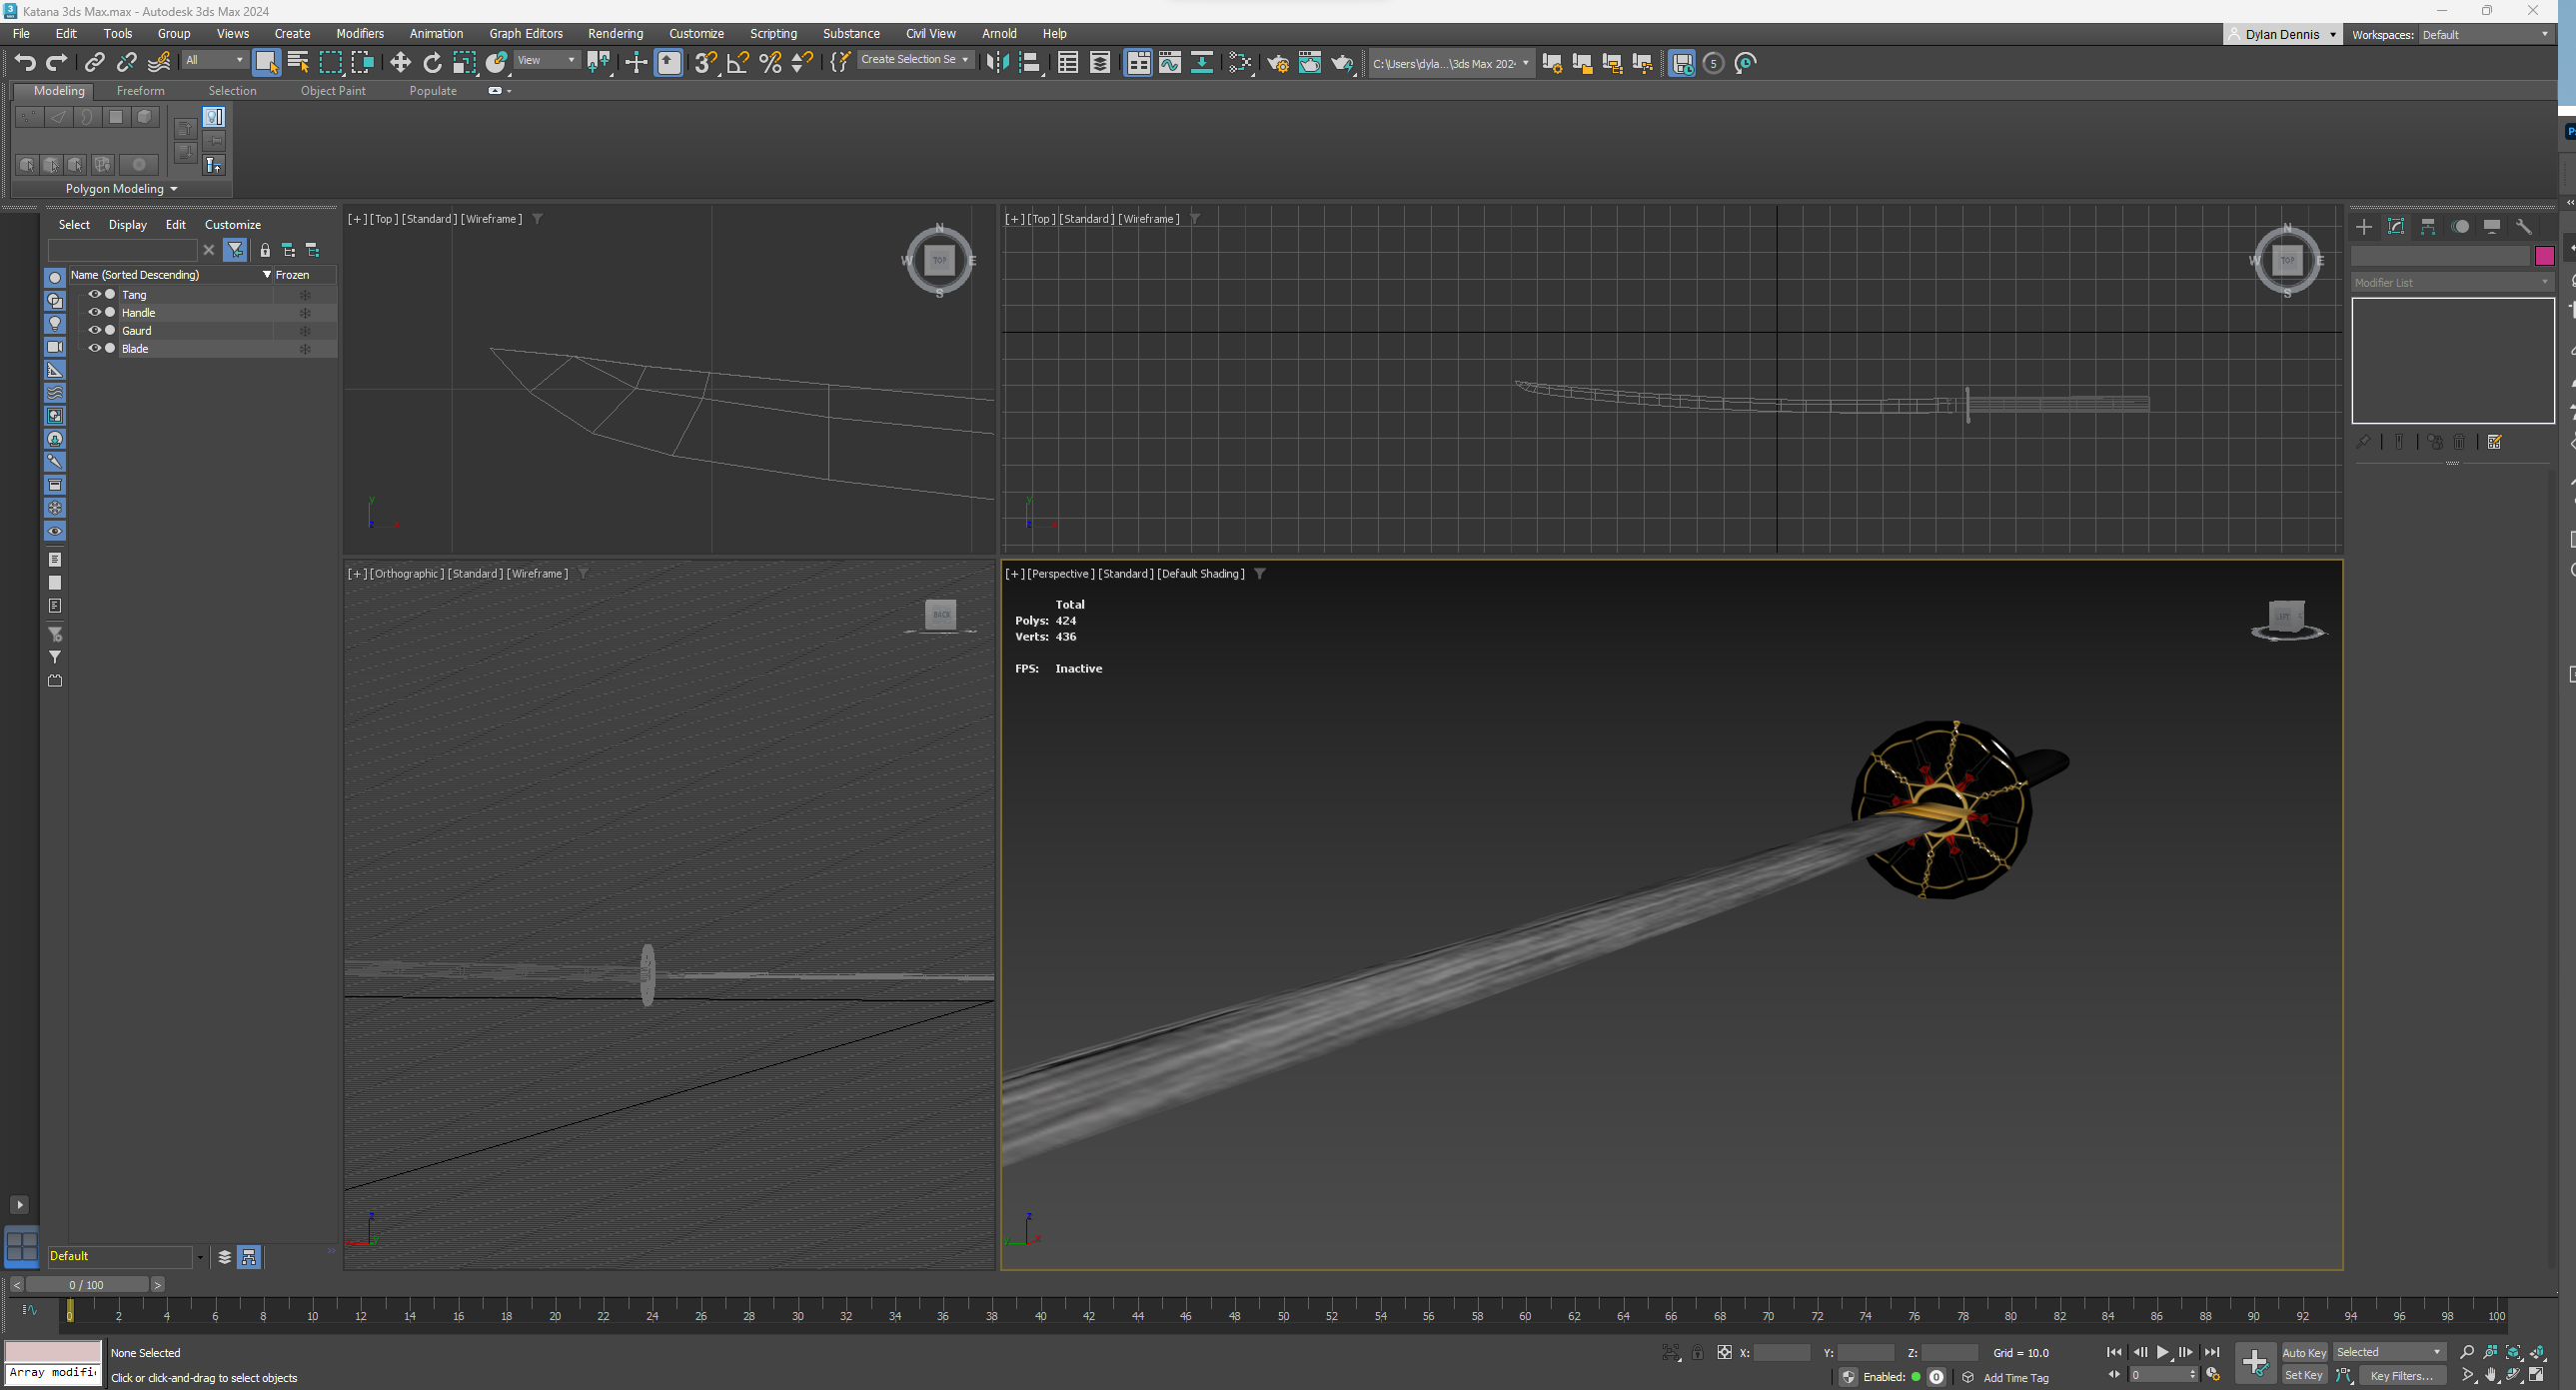 Katana 3ds Max.max - Autodesk 3ds Max 2024
File Edit Tools Group Views Create Modifiers Animation Graph Editors Rendering Customize Scripting Substance Civil View Arnold Help
Dylan Dennis Workspaces: Default
All View Create Selection Se C:\Users\dyla...\3ds Max 202 5
Modeling Freeform Selection Object Paint Populate
Polygon Modeling
Select Display Edit Customize
Name (Sorted Descending) Frozen
Tang
Handle
Gaurd
Blade
[+] [Top] [Standard] [Wireframe]
N
W TOP E
S
y
z x
[+] [Top] [Standard] [Wireframe]
N
W TOP E
S
y
z x
Modifier List
[+] [Orthographic] [Standard] [Wireframe]
BACK
z
x y
[+] [Perspective] [Standard] [Default Shading]
Total
Polys: 424
Verts: 436
FPS: Inactive
LEFT
z
y x
Default
0 / 100
0 2 4 6 8 10 12 14 16 18 20 22 24 26 28 30 32 34 36 38 40 42 44 46 48 50 52 54 56 58 60 62 64 66 68 70 72 74 76 78 80 82 84 86 88 90 92 94 96 98 100
None Selected
X: Y: Z: Grid = 10.0
Auto Key Selected
Array modifi
Click or click-and-drag to select objects
Enabled: 0 Add Time Tag
0
Set Key Key Filters...